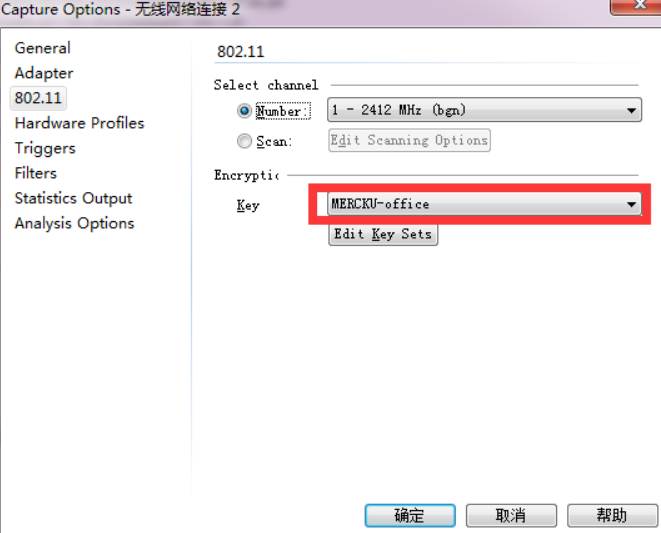 Capture Options - 无线网络连接 2
General
Adapter
802.11
Hardware Profiles
Triggers
Filters
Statistics Output
Analysis Options
802.11
Select channel
Number: 1 - 2412 MHz (bgn)
Scan: Edit Scanning Options
Encryptic
Key MERCKU-office
Edit Key Sets
确定 取消 帮助